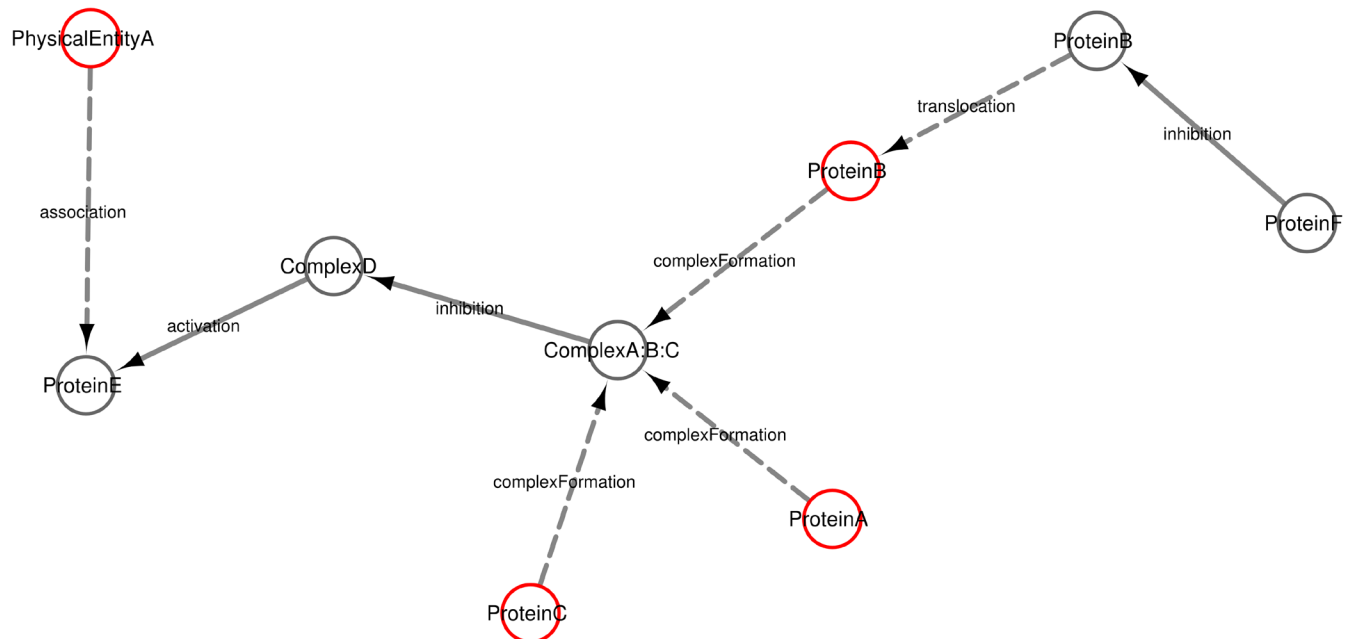 PhysicalEntityA
ProteinB
translocation
inhibition
ProteinB
association
ProteinF
complexFormation
ComplexD
inhibition
activation
ComplexA:B:C
ProteinE
complexFormation
complexFormation
ProteinA
ProteinC